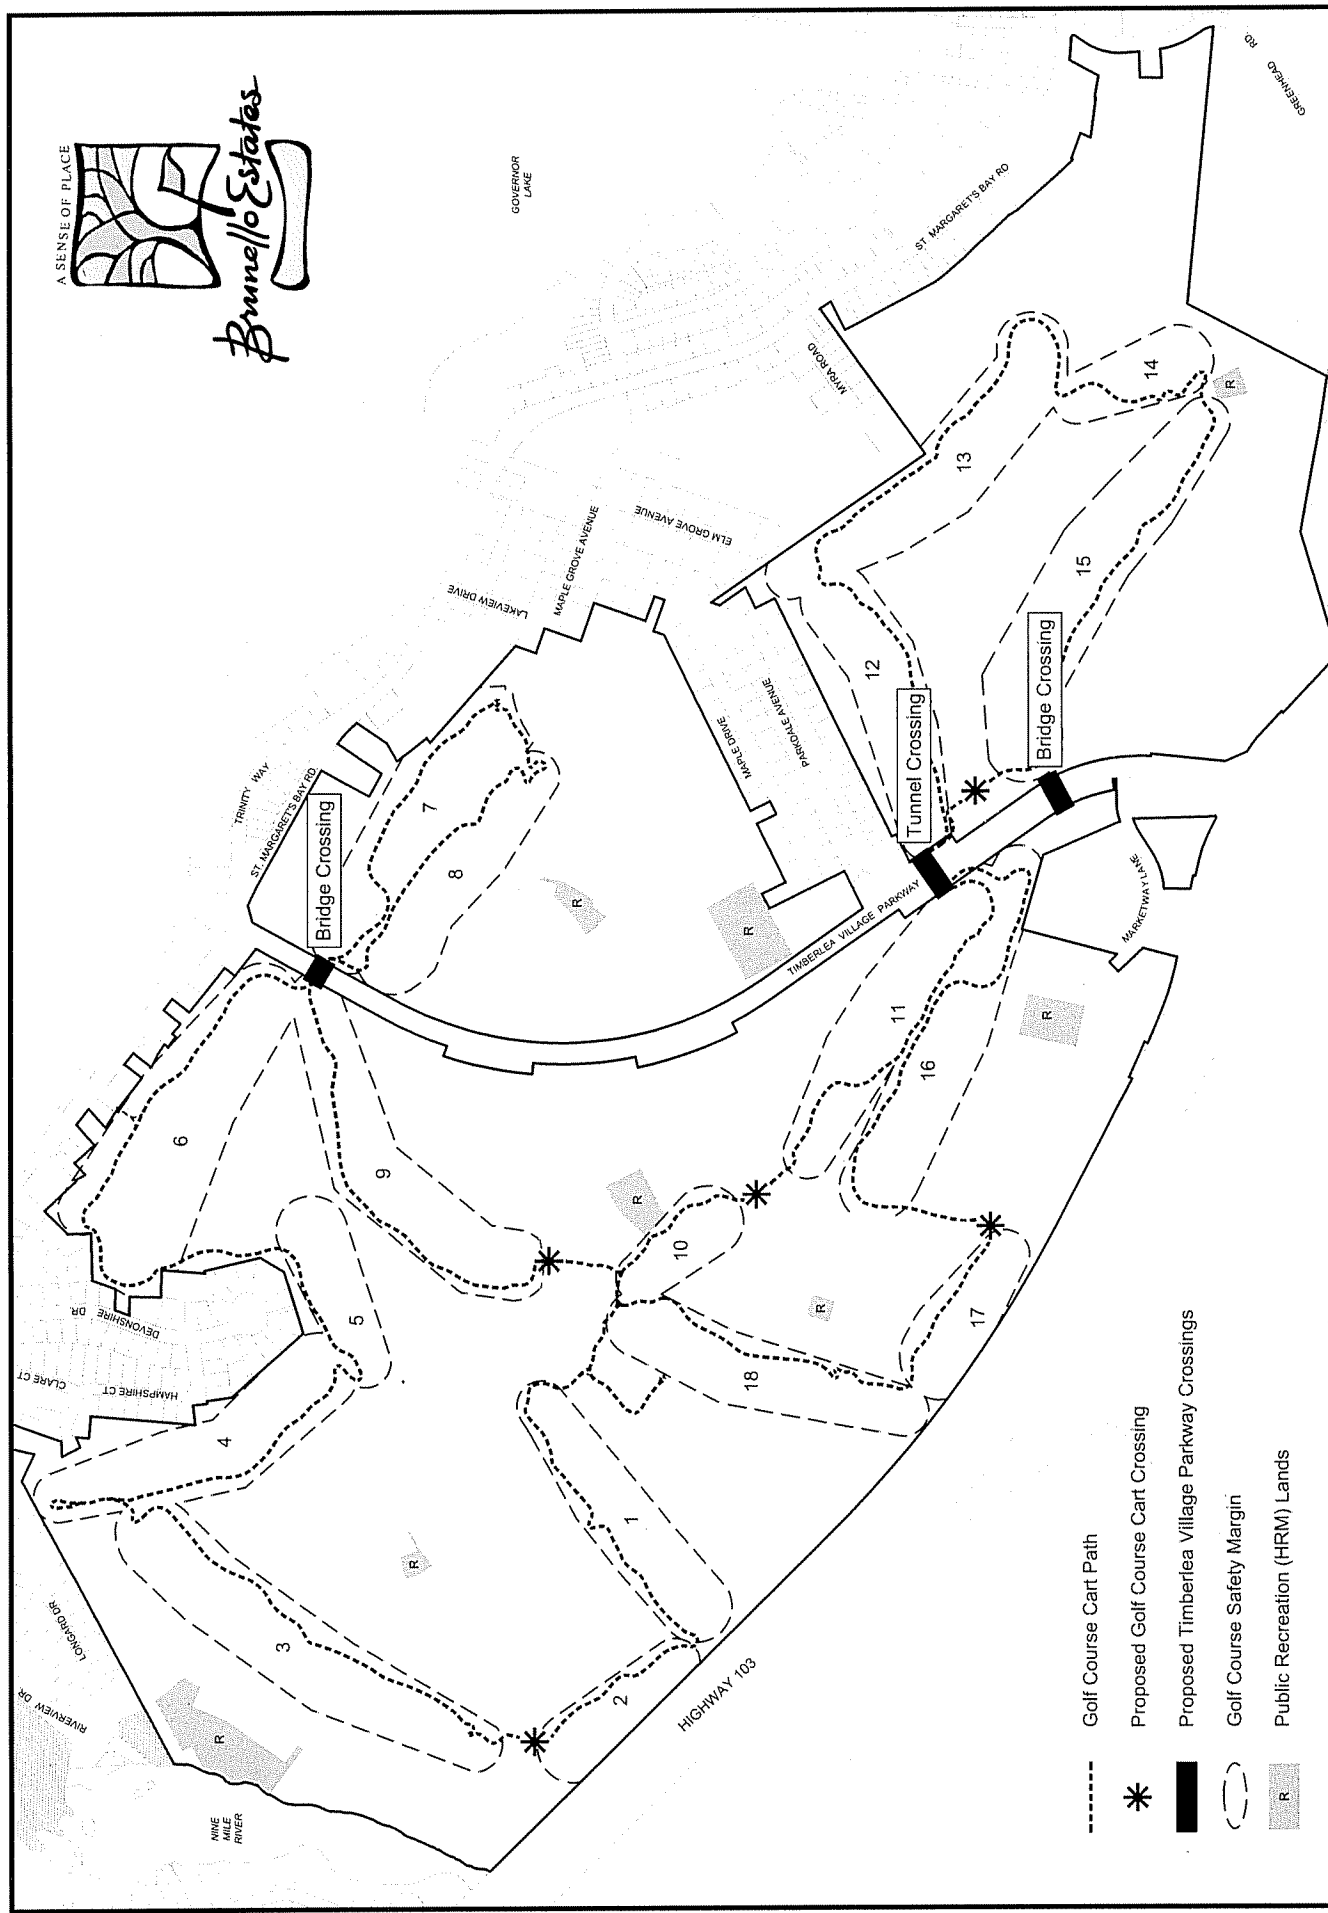 A SENSE OF PLACE
Brunello Estates
GREENHEAD
RD.
GOVERNOR
LAKE
ST. MARGARET'S BAY RD
MYRA ROAD
ELM GROVE AVENUE
MAPLE GROVE AVENUE
LAKEVIEW DRIVE
TRINITY WAY
ST. MARGARET'S BAY RD.
MAPLE DRIVE
PARKDALE AVENUE
TIMBERLEA VILLAGE PARKWAY
MARKETWAY LANE
DEVONSHIRE DR.
HAMPSHIRE CT
CLARE CT
LONGARD DR
RIVERVIEW DR.
NINE
MILE
RIVER
HIGHWAY 103
Bridge Crossing
Tunnel Crossing
Bridge Crossing
1
2
3
4
5
6
7
8
9
10
11
12
13
14
15
16
17
18
R
R
R
R
R
R
R
R
Golf Course Cart Path
Proposed Golf Course Cart Crossing
Proposed Timberlea Village Parkway Crossings
Golf Course Safety Margin
R
Public Recreation (HRM) Lands